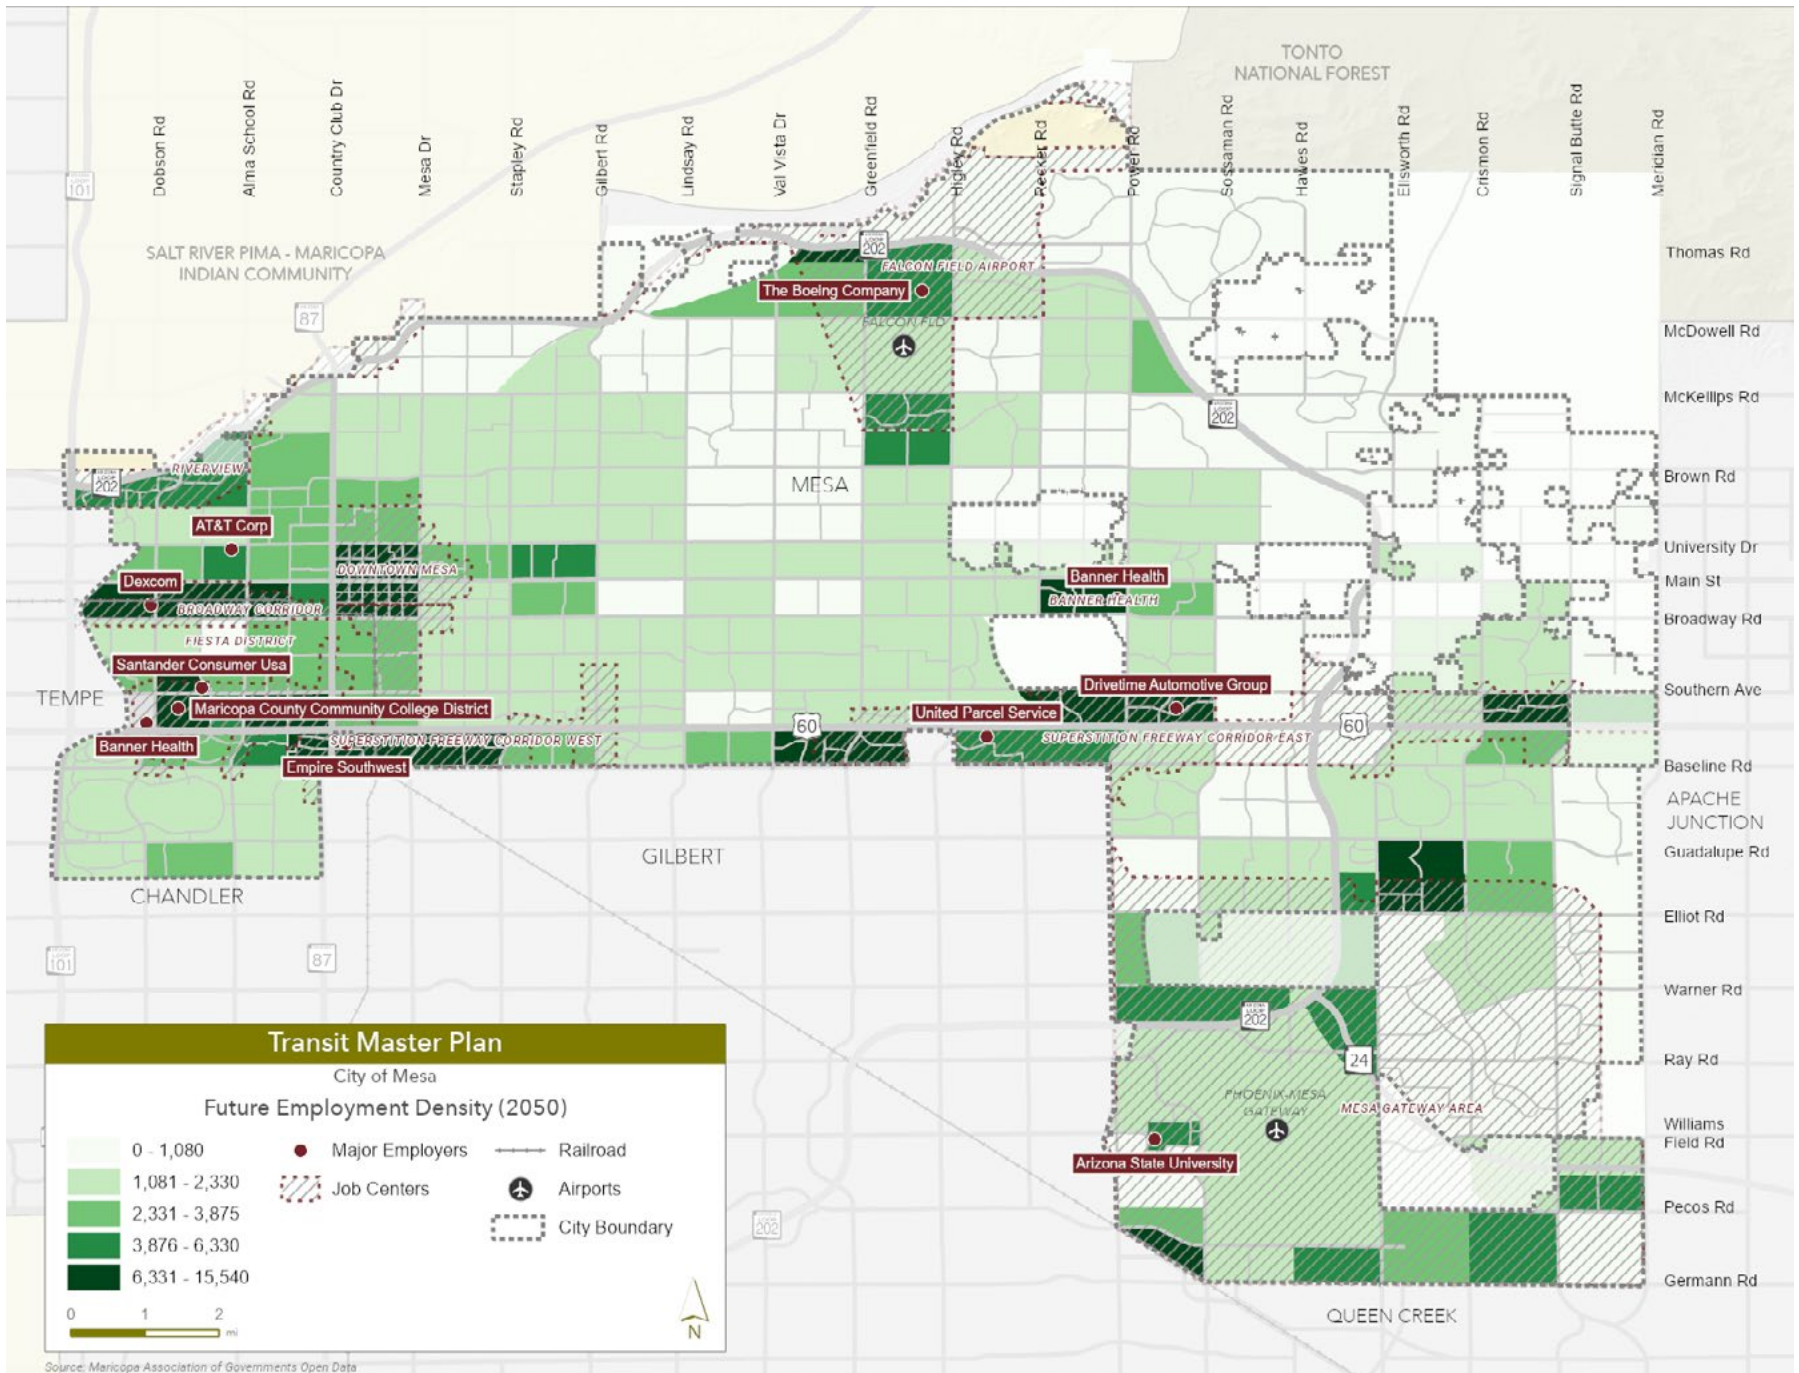 TONTO
NATIONAL FOREST
Dobson Rd
Alma School Rd
Country Club Dr
Mesa Dr
Stapley Rd
Gilbert Rd
Lindsay Rd
Val Vista Dr
Greenfield Rd
Higley Rd
Recker Rd
Power Rd
Sossaman Rd
Hawes Rd
Ellsworth Rd
Crismon Rd
Signal Butte Rd
Meridian Rd
LOOP
101
SALT RIVER PIMA - MARICOPA
INDIAN COMMUNITY
87
LOOP
202
FALCON FIELD AIRPORT
The Boeing Company
FALCON FLD
Thomas Rd
McDowell Rd
McKellips Rd
LOOP
202
RIVERVIEW
LOOP
202
MESA
Brown Rd
AT&T Corp
University Dr
DOWNTOWN MESA
Dexcom
Banner Health
Main St
BROADWAY CORRIDOR
BANNER HEALTH
Broadway Rd
FIESTA DISTRICT
Santander Consumer Usa
TEMPE
Drivetime Automotive Group
Southern Ave
Maricopa County Community College District
United Parcel Service
60
60
Banner Health
SUPERSTITION FREEWAY CORRIDOR WEST
SUPERSTITION FREEWAY CORRIDOR EAST
Empire Southwest
Baseline Rd
APACHE
JUNCTION
GILBERT
Guadalupe Rd
CHANDLER
Elliot Rd
LOOP
101
87
Warner Rd
LOOP
202
24
Ray Rd
PHOENIX-MESA
GATEWAY
MESA GATEWAY AREA
Williams
Field Rd
Arizona State University
Pecos Rd
LOOP
202
Germann Rd
QUEEN CREEK
Transit Master Plan
City of Mesa
Future Employment Density (2050)
0 - 1,080
1,081 - 2,330
2,331 - 3,875
3,876 - 6,330
6,331 - 15,540
Major Employers
Job Centers
Railroad
Airports
City Boundary
0 1 2
mi
N
Source: Maricopa Association of Governments Open Data